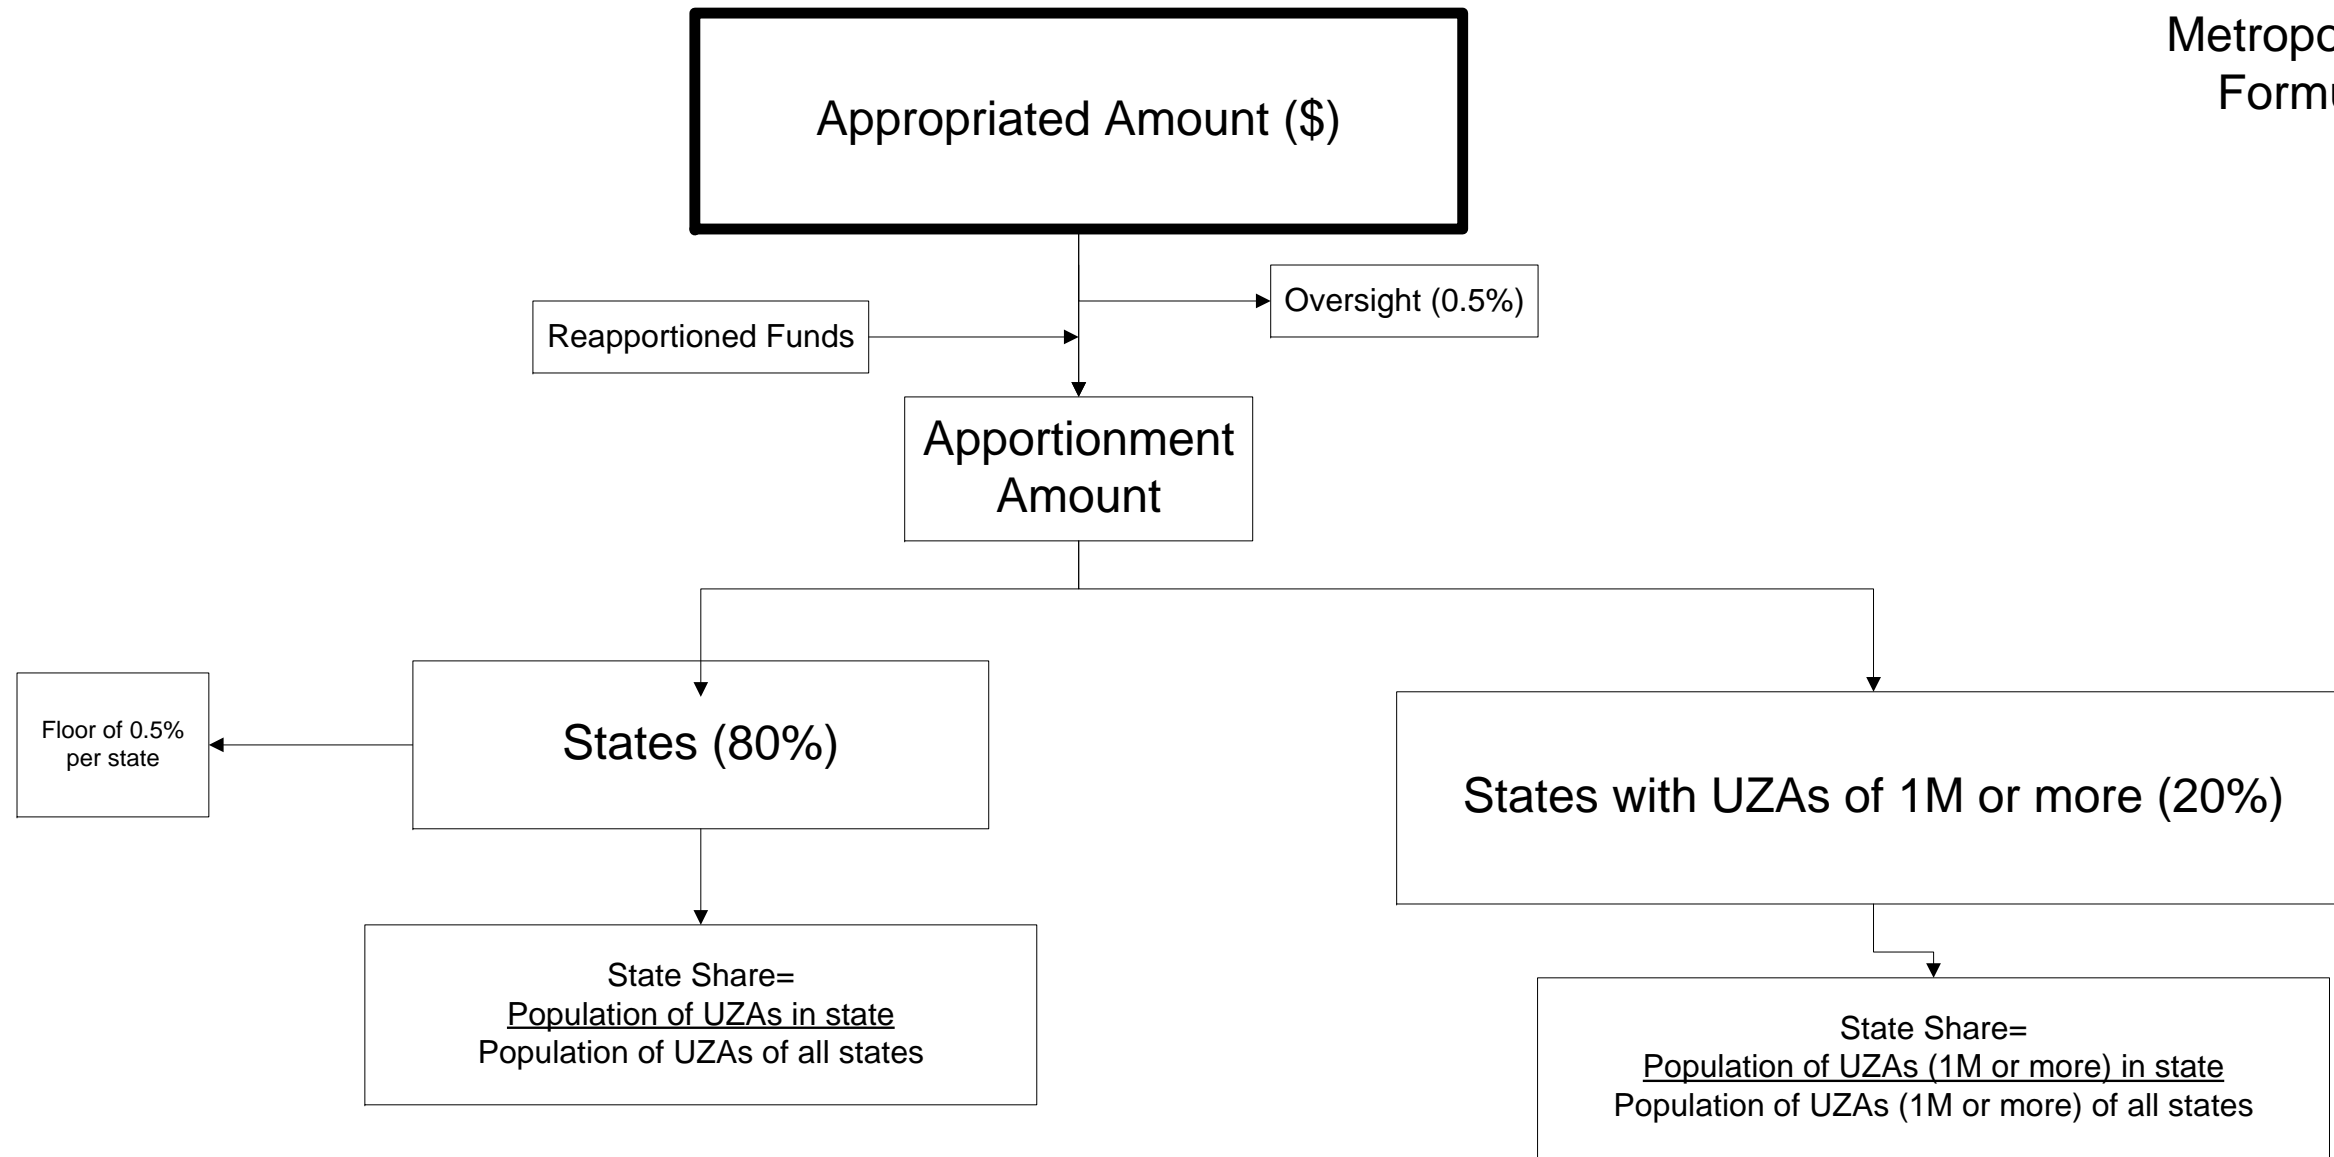 Appropriated Amount ($)
Oversight (0.5%)
Reapportioned Funds
Apportionment
Amount
Floor of 0.5%
per state
States (80%)
States with UZAs of 1M or more (20%)
State Share=
Population of UZAs in state
Population of UZAs of all states
State Share=
Population of UZAs (1M or more) in state
Population of UZAs (1M or more) of all states